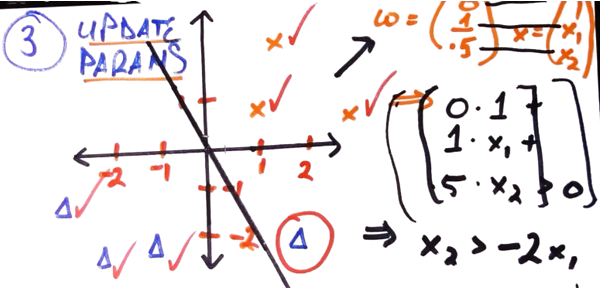 3 UPDATE
PARAMS
ω = (0 1 .5) x = (1 x₁ x₂)
x ✓
x ✓
x ✓
⇒ [0 · 1 +
1 · x₁ +
.5 · x₂ > 0]
-2 -1 1 2
-1
-2
Δ ✓
Δ ✓ Δ ✓
Δ
⇒ x₂ > -2x₁